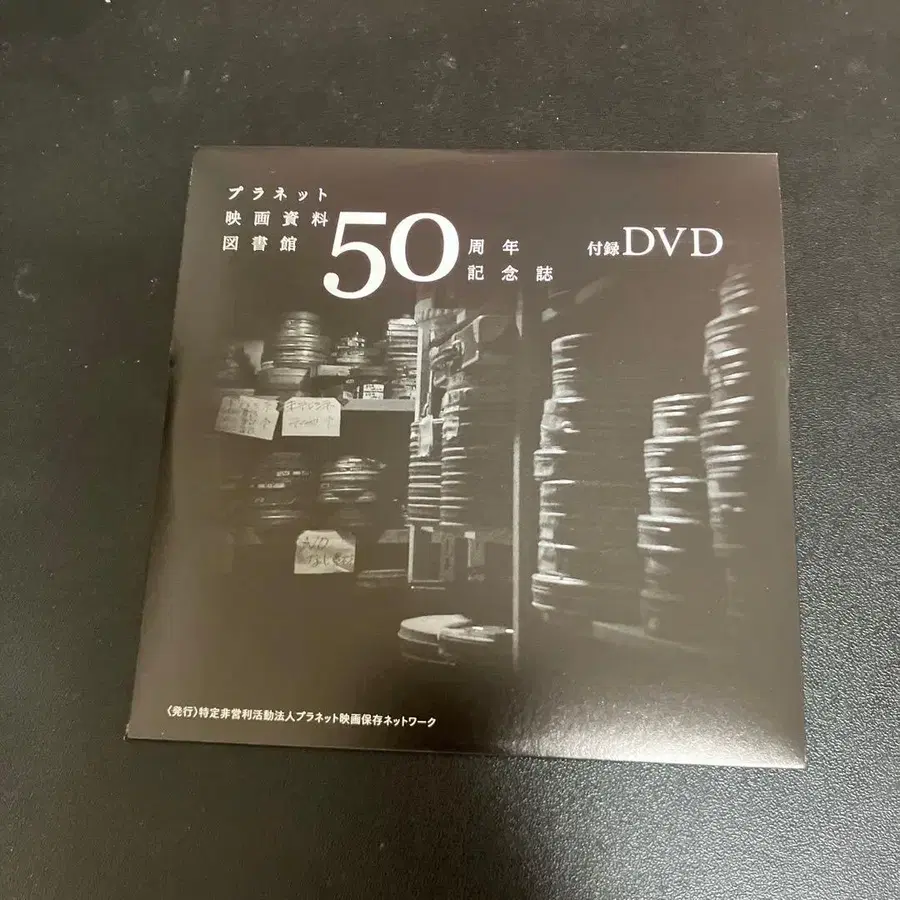 プラネット
映画資料
図書館
50
周年
記念誌
付録DVD
〈発行〉特定非営利活動法人プラネット映画保存ネットワーク